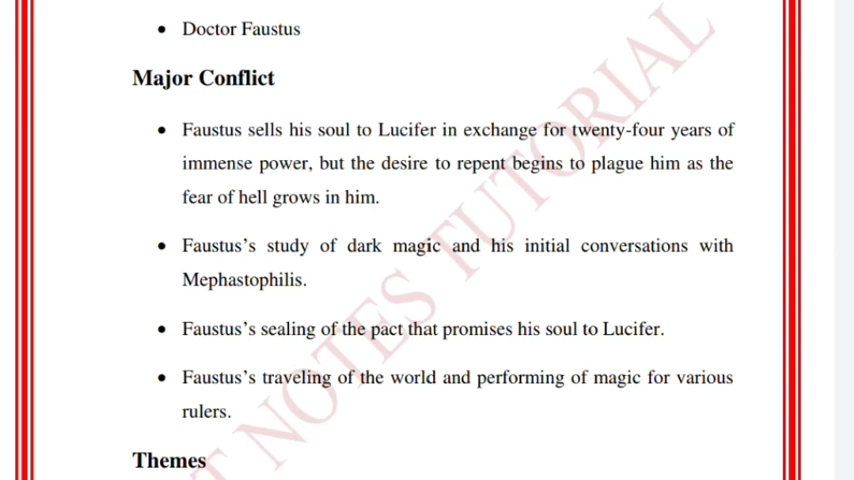 • Doctor Faustus
Major Conflict
• Faustus sells his soul to Lucifer in exchange for twenty-four years of
immense power, but the desire to repent begins to plague him as the
fear of hell grows in him.
• Faustus's study of dark magic and his initial conversations with
Mephastophilis.
• Faustus's sealing of the pact that promises his soul to Lucifer.
• Faustus's traveling of the world and performing of magic for various
rulers.
Themes
T NOTES TUTORIAL